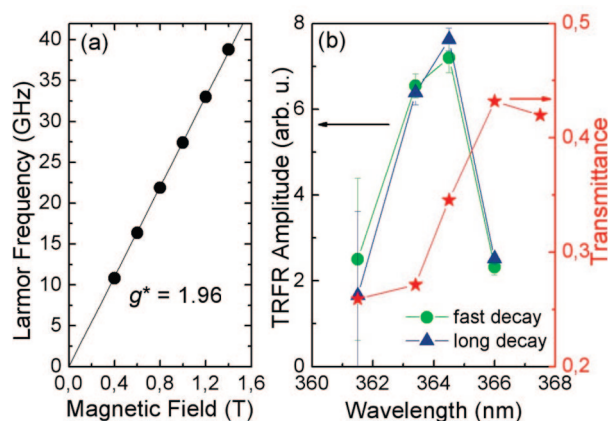 (a)
Larmor Frequency (GHz)
40
35
30
25
20
15
10
5
0
g* = 1.96
0,0 0,4 0,8 1,2 1,6
Magnetic Field (T)
(b)
TRFR Amplitude (arb. u.)
8
6
4
2
0
fast decay
long decay
360 362 364 366 368
Wavelength (nm)
0,5
0,4
0,3
0,2
Transmittance